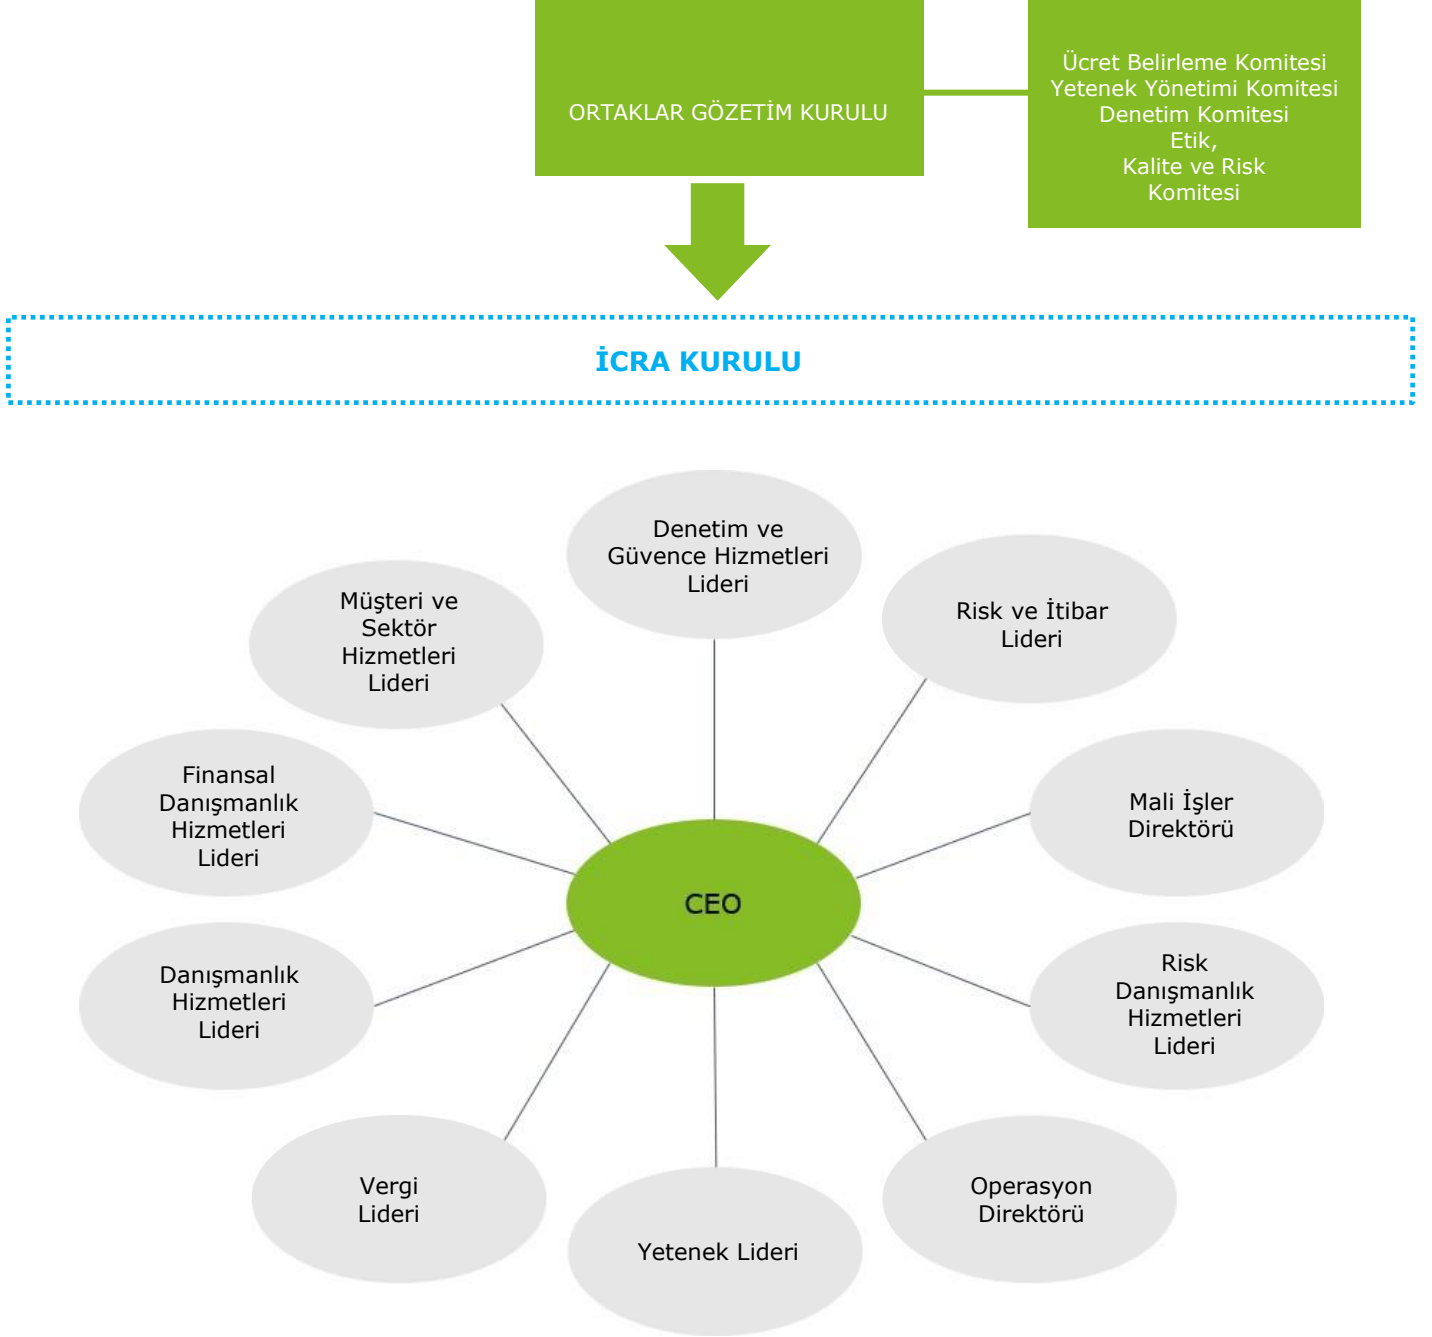 ORTAKLAR GÖZETİM KURULU
Ücret Belirleme Komitesi
Yetenek Yönetimi Komitesi
Denetim Komitesi
Etik,
Kalite ve Risk
Komitesi
İCRA KURULU
Denetim ve
Güvence Hizmetleri
Lideri
Müşteri ve
Sektör
Hizmetleri
Lideri
Risk ve İtibar
Lideri
Finansal
Danışmanlık
Hizmetleri
Lideri
Mali İşler
Direktörü
CEO
Danışmanlık
Hizmetleri
Lideri
Risk
Danışmanlık
Hizmetleri
Lideri
Vergi
Lideri
Yetenek Lideri
Operasyon
Direktörü